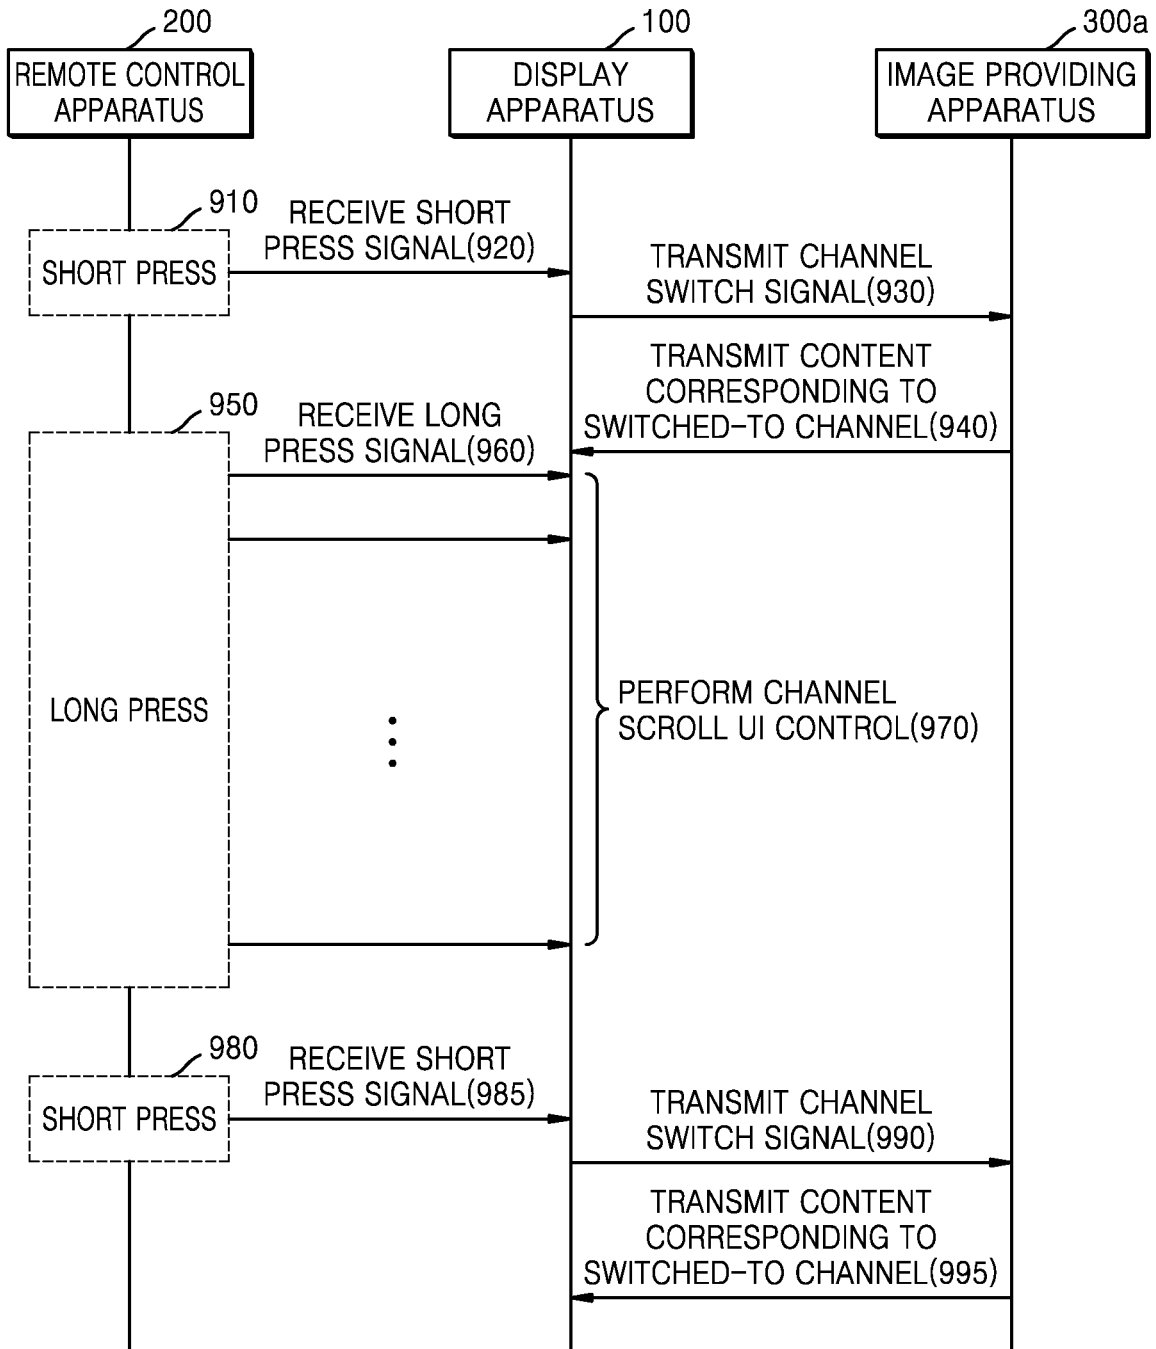 200
REMOTE CONTROL
APPARATUS
100
DISPLAY
APPARATUS
300a
IMAGE PROVIDING
APPARATUS
910
SHORT PRESS
RECEIVE SHORT
PRESS SIGNAL(920)
TRANSMIT CHANNEL
SWITCH SIGNAL(930)
TRANSMIT CONTENT
CORRESPONDING TO
SWITCHED-TO CHANNEL(940)
950
LONG PRESS
RECEIVE LONG
PRESS SIGNAL(960)
PERFORM CHANNEL
SCROLL UI CONTROL(970)
980
SHORT PRESS
RECEIVE SHORT
PRESS SIGNAL(985)
TRANSMIT CHANNEL
SWITCH SIGNAL(990)
TRANSMIT CONTENT
CORRESPONDING TO
SWITCHED-TO CHANNEL(995)